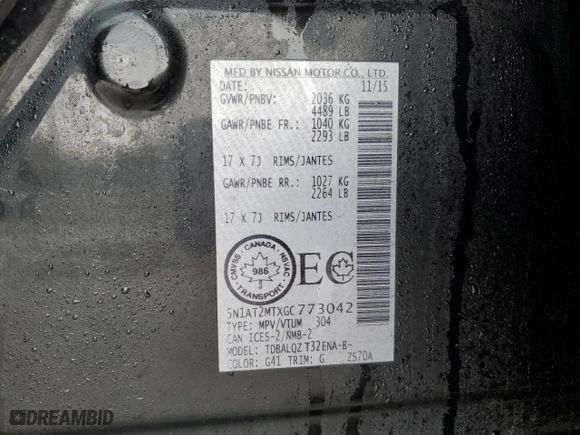 MFD BY NISSAN MOTOR CO., LTD.
DATE: 11/15
GVWR/PNBV: 2036 KG
4489 LB
GAWR/PNBE FR.: 1040 KG
2293 LB
17 X 7J RIMS/JANTES
GAWR/PNBE RR.: 1027 KG
2264 LB
17 X 7J RIMS/JANTES
CMVSS · CANADA · NSVAC
986
TRANSPORT
EC
5N1AT2MTXGC773042
TYPE: MPV/VTUM 304
CAN ICES-2/NMB-2
MODEL: TDBALQZ T32ENA-B-
COLOR: G41 TRIM: G ZS70A
DREAMBID